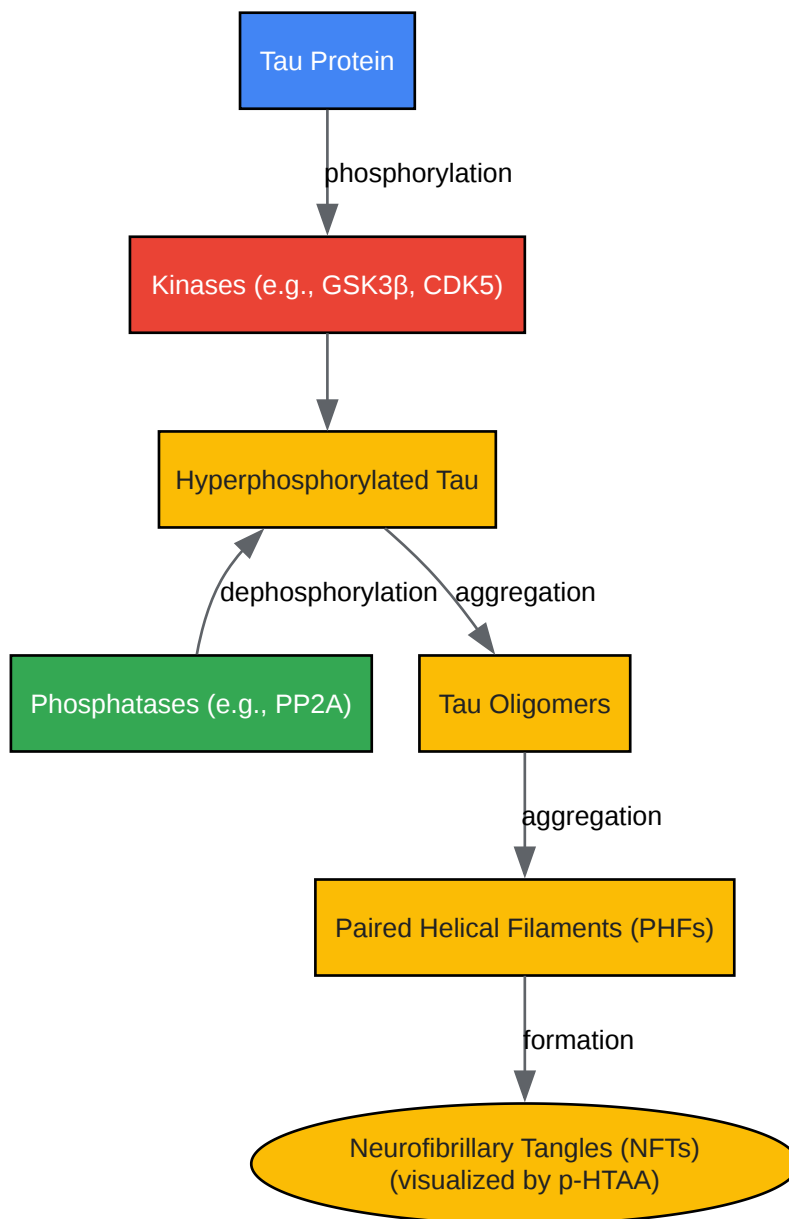 Tau Protein
phosphorylation
Kinases (e.g., GSK3β, CDK5)
Hyperphosphorylated Tau
dephosphorylation
aggregation
Phosphatases (e.g., PP2A)
Tau Oligomers
aggregation
Paired Helical Filaments (PHFs)
formation
Neurofibrillary Tangles (NFTs)
(visualized by p-HTAA)